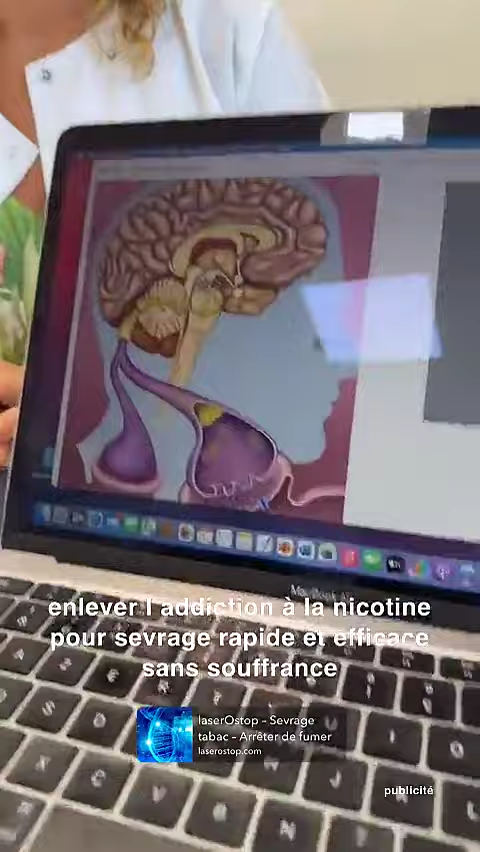 enlever l'addiction à la nicotine
pour sevrage rapide et efficace
sans souffrance
laserOstop - Sevrage
tabac - Arrêter de fumer
laserostop.com
publicité